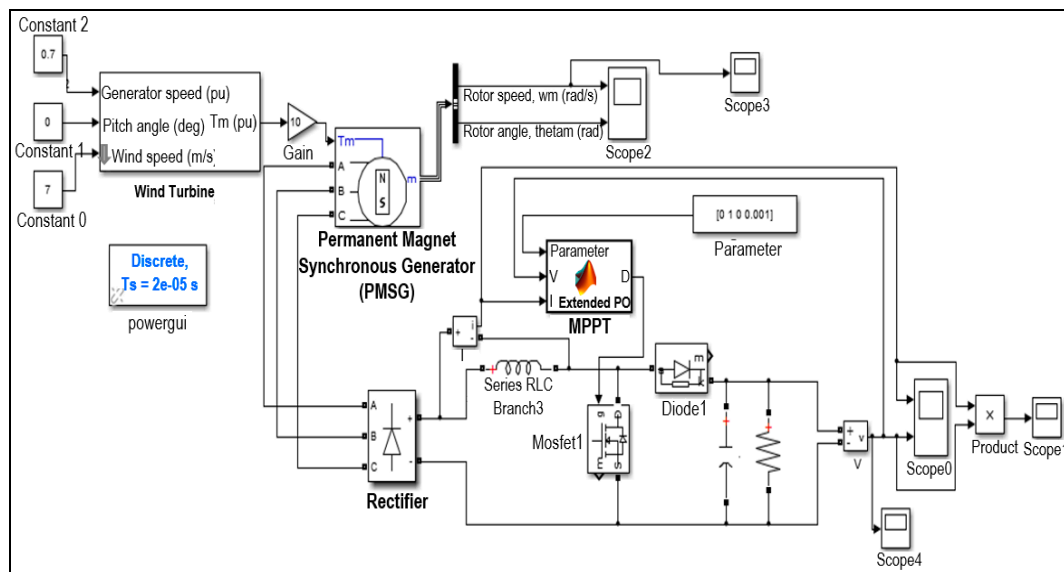 Constant 2
0.7
Generator speed (pu)
0
Pitch angle (deg)
Tm (pu)
Constant 1
Wind speed (m/s)
7
Wind Turbine
Constant 0
10
Gain
Tm
A
B
C
m
N
S
Permanent Magnet
Synchronous Generator
(PMSG)
Rotor speed, wm (rad/s)
Rotor angle, thetam (rad)
Scope2
Scope3
[0 1 0 0.001]
Parameter
Parameter
V
I
D
Extended PO
MPPT
Discrete,
Ts = 2e-05 s
powergui
+
i
-
Series RLC
Branch3
A
B
C
+
-
Rectifier
g
m
S
Mosfet1
m
Diode1
+
-
v
V
Scope0
×
Product
Scope1
Scope4